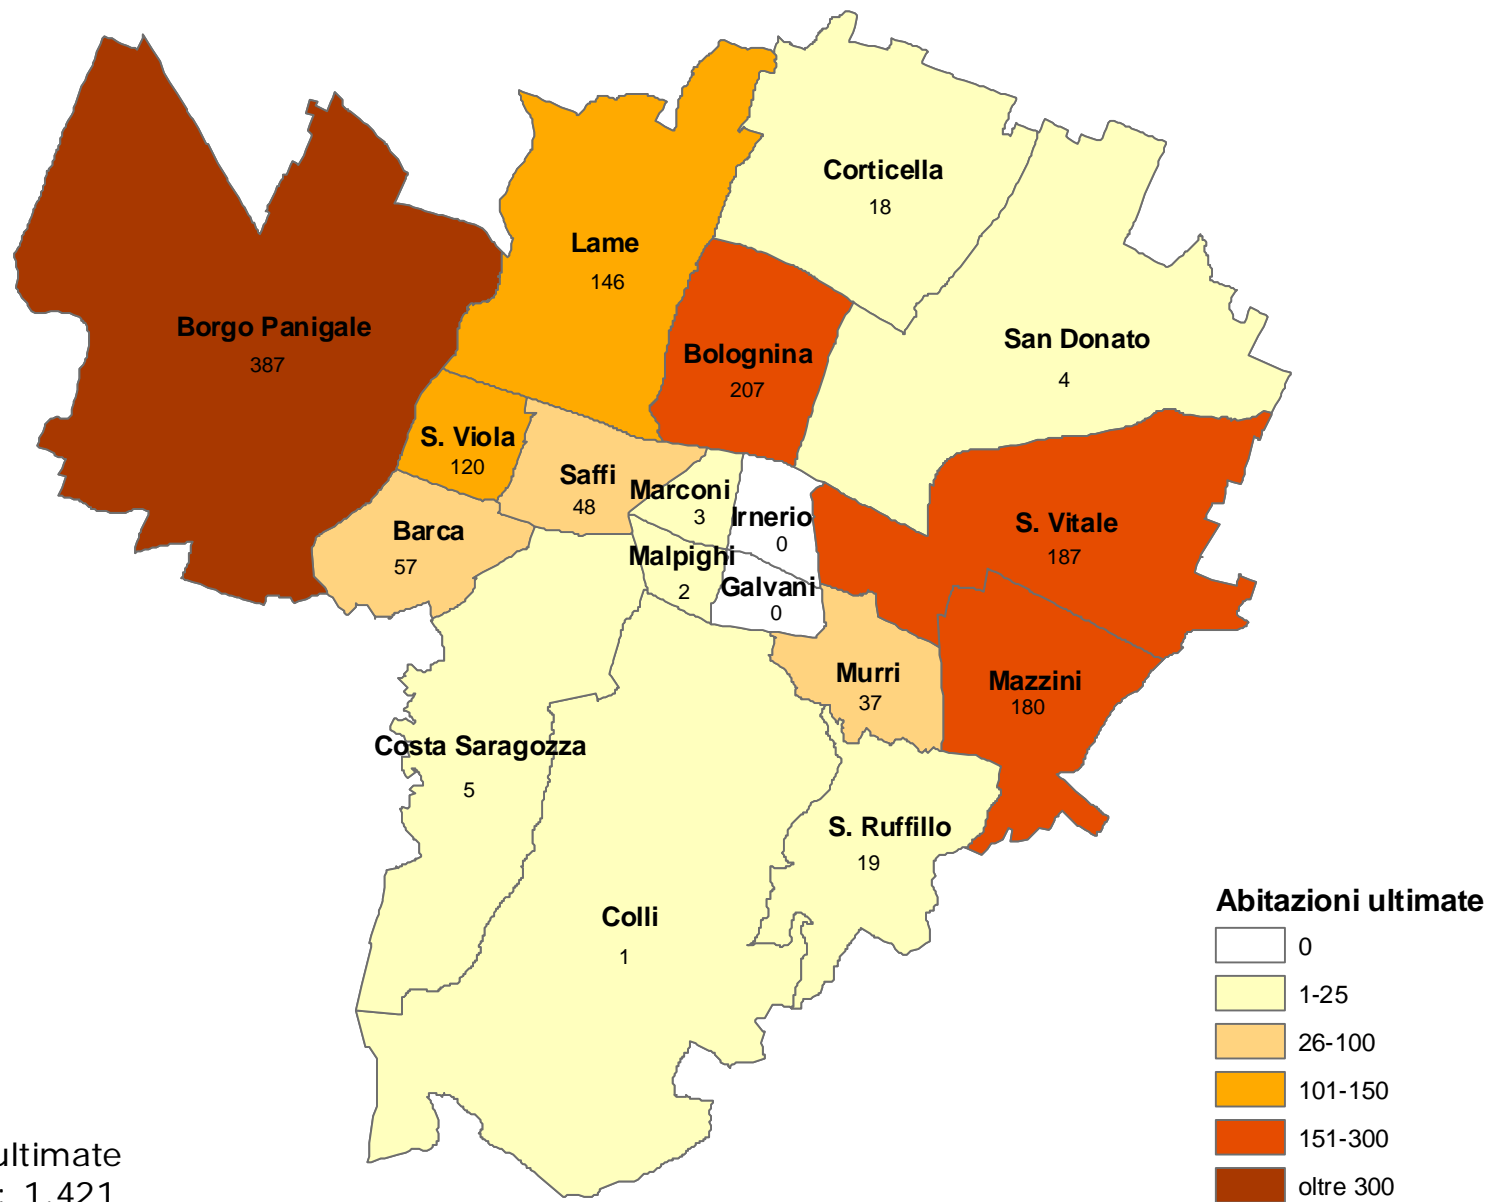 Corticella
18
Lame
146
Borgo Panigale
387
San Donato
4
Bolognina
207
S. Viola
120
Saffi
48
Marconi
3
Irnerio
0
S. Vitale
187
Barca
57
Malpighi
2
Galvani
0
Murri
37
Mazzini
180
Costa Saragozza
5
S. Ruffillo
19
Colli
1
Abitazioni ultimate
0
1-25
26-100
101-150
151-300
oltre 300
ultimate
: 1.421